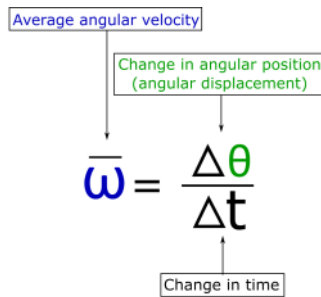 Average angular velocity
Change in angular position
(angular displacement)
ω̅ = Δθ/Δt
Change in time